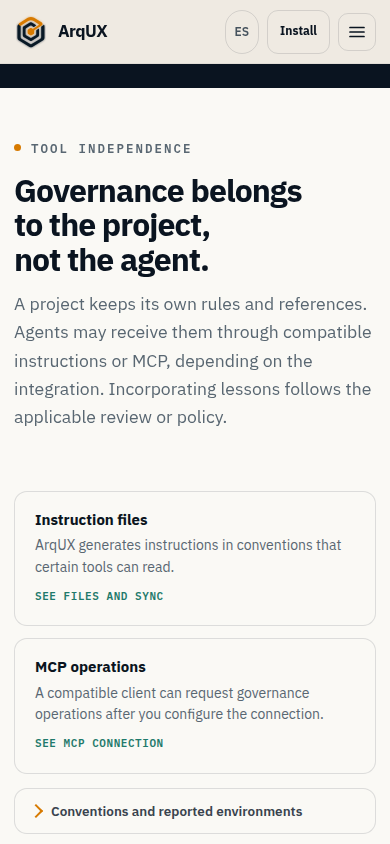 ArqUX
ES
Install
TOOL INDEPENDENCE
Governance belongs
to the project,
not the agent.
A project keeps its own rules and references.
Agents may receive them through compatible
instructions or MCP, depending on the
integration. Incorporating lessons follows the
applicable review or policy.
Instruction files
ArqUX generates instructions in conventions that
certain tools can read.
SEE FILES AND SYNC
MCP operations
A compatible client can request governance
operations after you configure the connection.
SEE MCP CONNECTION
Conventions and reported environments